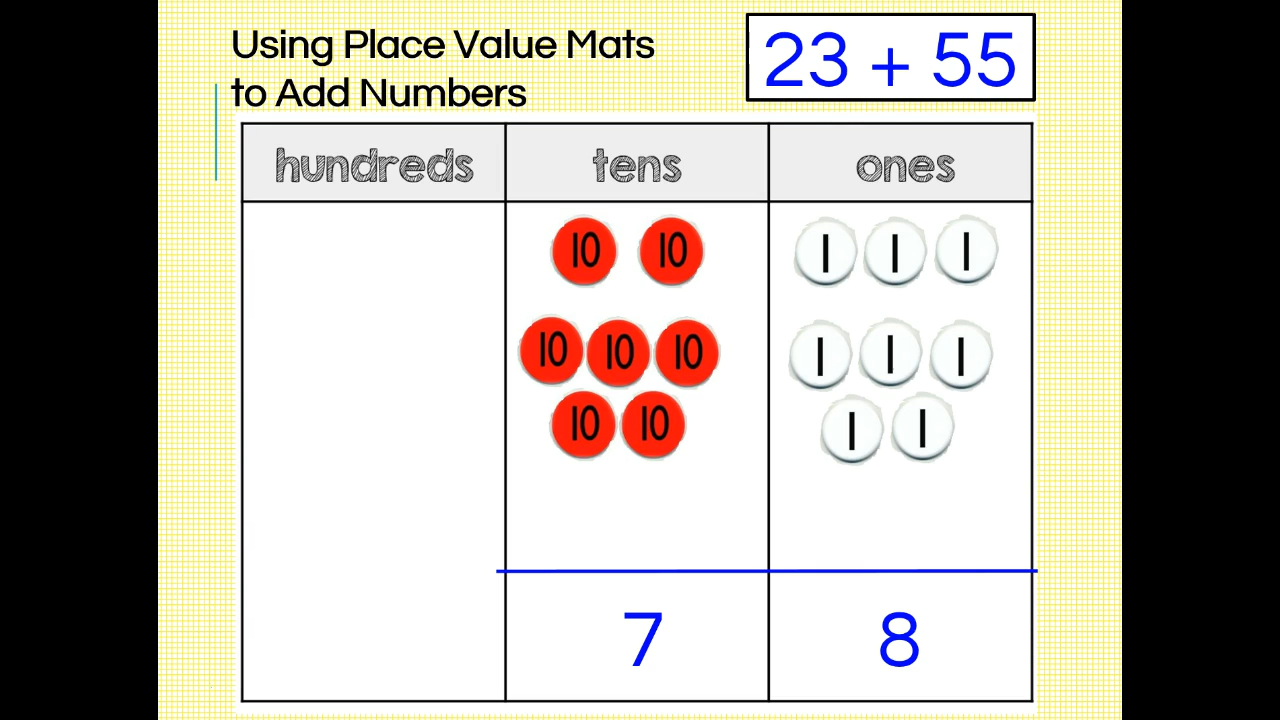 Using Place Value Mats
to Add Numbers
23 + 55
hundreds tens ones
10 10 1 1 1
10 10 10 1 1 1
10 10 1 1
7 8